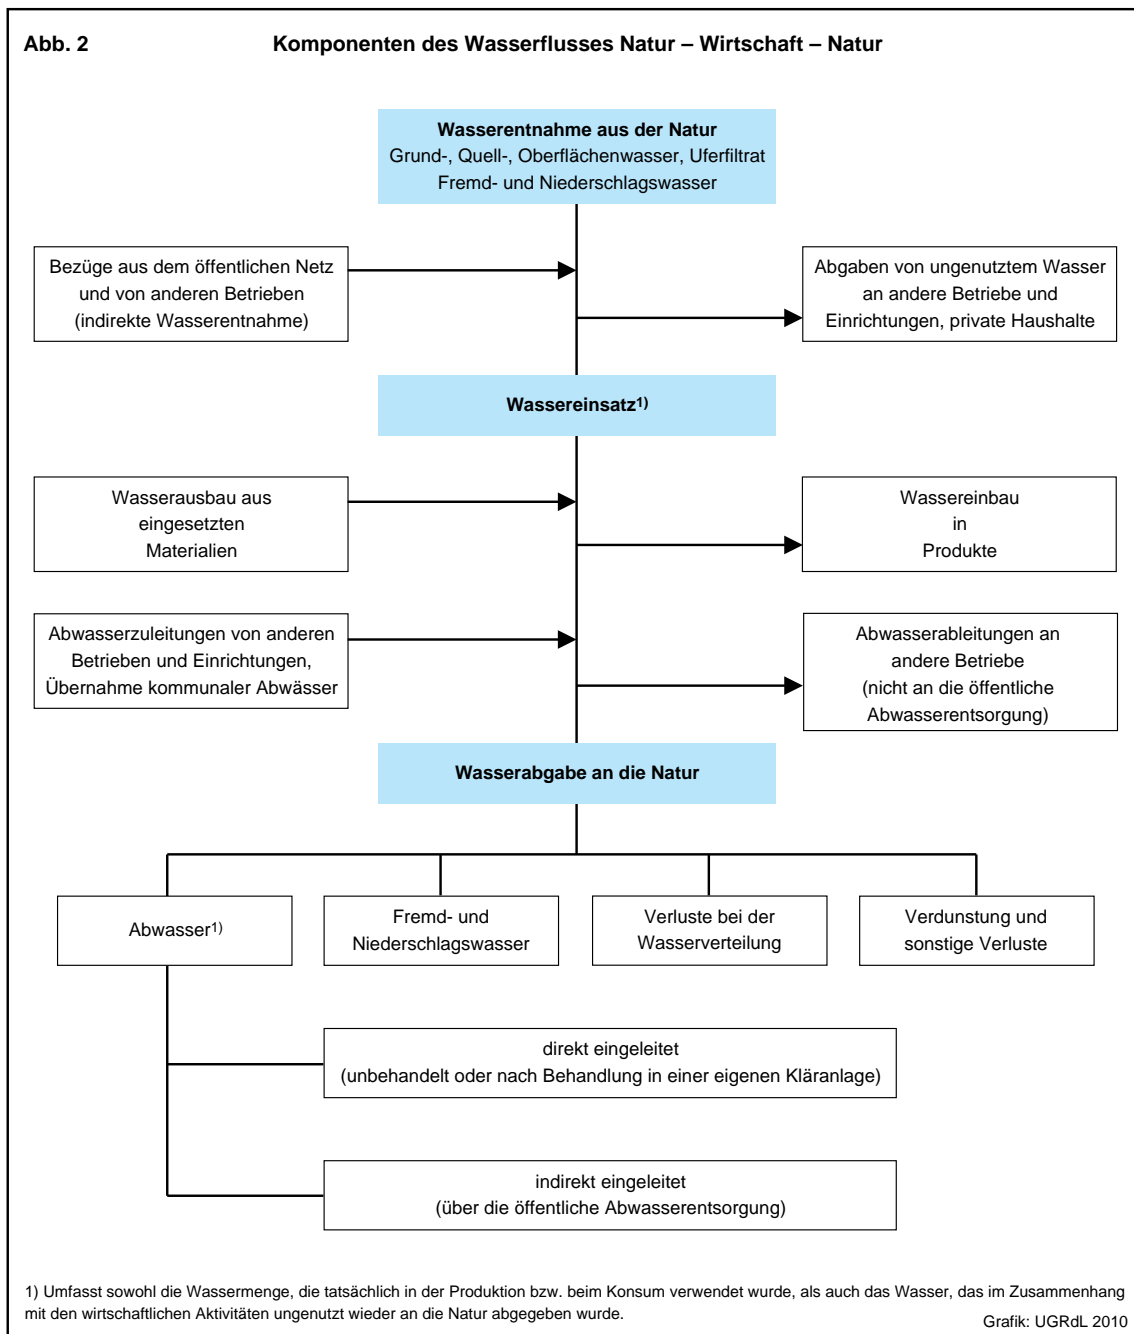 Abb. 2
Komponenten des Wasserflusses Natur – Wirtschaft – Natur
Wasserentnahme aus der Natur
Grund-, Quell-, Oberflächenwasser, Uferfiltrat
Fremd- und Niederschlagswasser
Bezüge aus dem öffentlichen Netz
und von anderen Betrieben
(indirekte Wasserentnahme)
Abgaben von ungenutztem Wasser
an andere Betriebe und
Einrichtungen, private Haushalte
Wassereinsatz1)
Wasserausbau aus
eingesetzten
Materialien
Wassereinbau
in
Produkte
Abwasserzuleitungen von anderen
Betrieben und Einrichtungen,
Übernahme kommunaler Abwässer
Abwasserableitungen an
andere Betriebe
(nicht an die öffentliche
Abwasserentsorgung)
Wasserabgabe an die Natur
Abwasser1)
Fremd- und
Niederschlagswasser
Verluste bei der
Wasserverteilung
Verdunstung und
sonstige Verluste
direkt eingeleitet
(unbehandelt oder nach Behandlung in einer eigenen Kläranlage)
indirekt eingeleitet
(über die öffentliche Abwasserentsorgung)
1) Umfasst sowohl die Wassermenge, die tatsächlich in der Produktion bzw. beim Konsum verwendet wurde, als auch das Wasser, das im Zusammenhang
mit den wirtschaftlichen Aktivitäten ungenutzt wieder an die Natur abgegeben wurde.
Grafik: UGRdL 2010